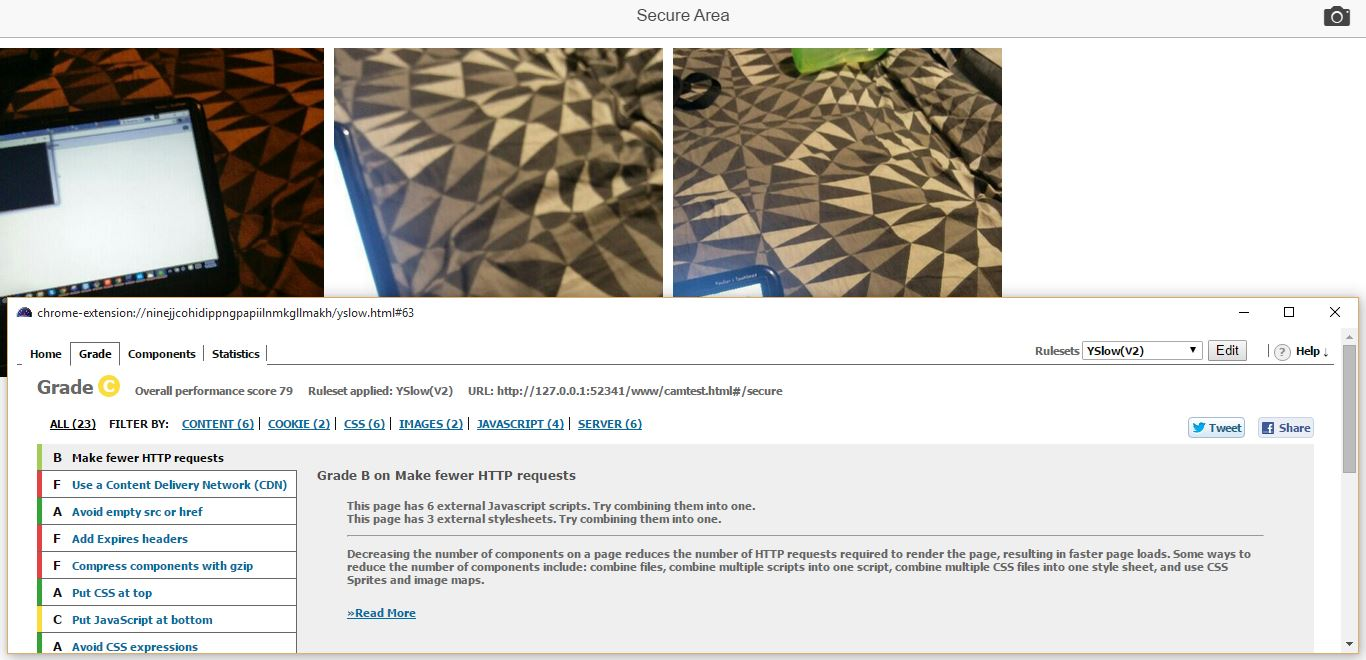 Secure Area
chrome-extension://ninejjcohidippngpapiilnmkgllmakh/yslow.html#63
Home Grade Components Statistics Rulesets YSlow(V2) Edit ? Help ↓
Grade C Overall performance score 79 Ruleset applied: YSlow(V2) URL: http://127.0.0.1:52341/www/camtest.html#/secure
ALL (23) FILTER BY: CONTENT (6) COOKIE (2) CSS (6) IMAGES (2) JAVASCRIPT (4) SERVER (6) Tweet Share
B Make fewer HTTP requests
F Use a Content Delivery Network (CDN)
A Avoid empty src or href
F Add Expires headers
F Compress components with gzip
A Put CSS at top
C Put JavaScript at bottom
A Avoid CSS expressions
Grade B on Make fewer HTTP requests
This page has 6 external Javascript scripts. Try combining them into one.
This page has 3 external stylesheets. Try combining them into one.
Decreasing the number of components on a page reduces the number of HTTP requests required to render the page, resulting in faster page loads. Some ways to
reduce the number of components include: combine files, combine multiple scripts into one script, combine multiple CSS files into one style sheet, and use CSS
Sprites and image maps.
»Read More